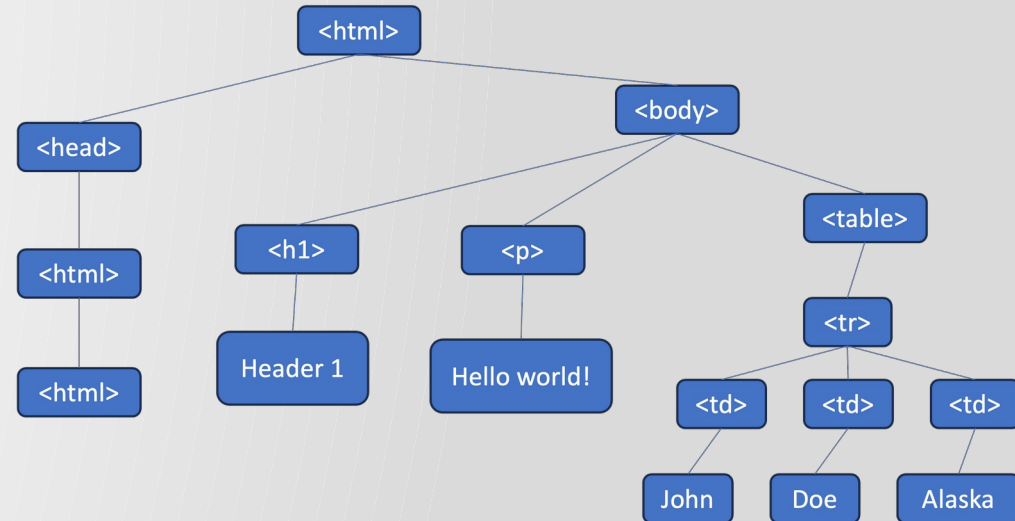 <html>
<head>
<body>
<html>
<html>
<h1>
<p>
<table>
Header 1
Hello world!
<tr>
<td>
<td>
<td>
John
Doe
Alaska